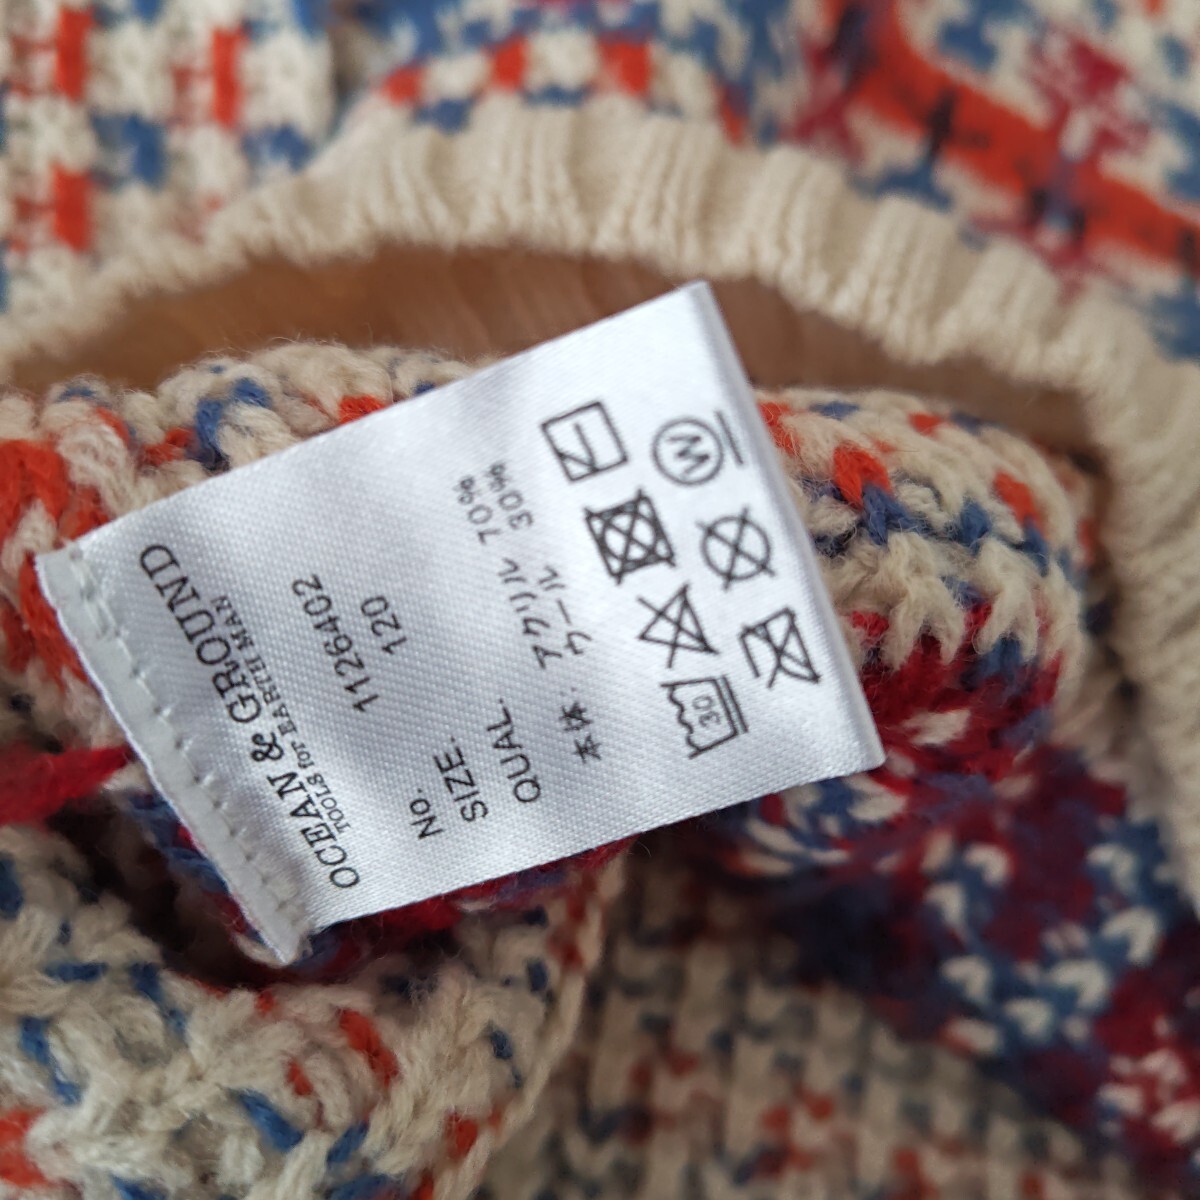 OCEAN & GROUND
TOOLS for EARTH MAN
No. 1126402
SIZE. 120
QUAL.
本体. アクリル 70%
ウール 30%
30
W